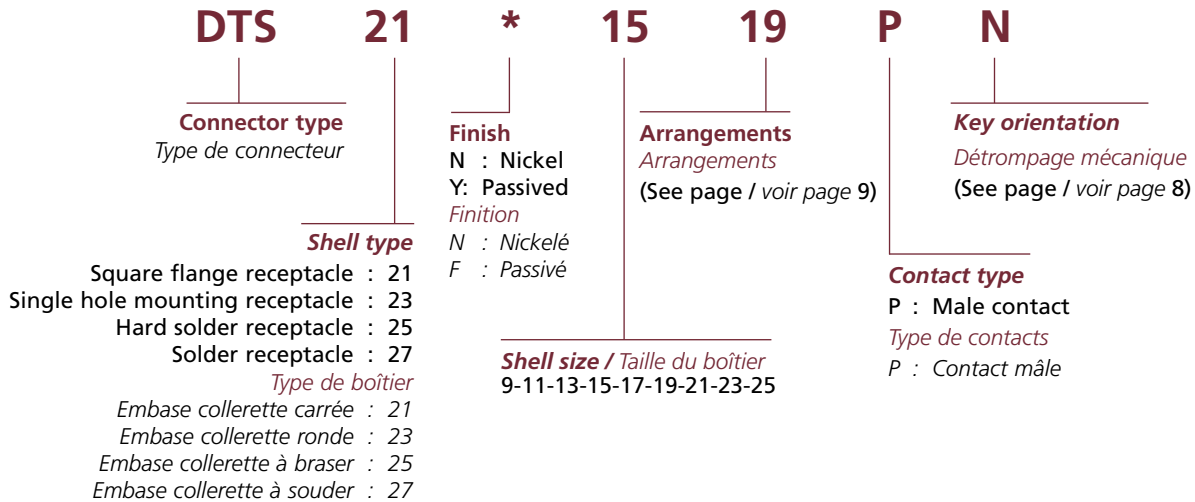 DTS 21 * 15 19 P N
Connector type
Type de connecteur
Shell type
Square flange receptacle : 21
Single hole mounting receptacle : 23
Hard solder receptacle : 25
Solder receptacle : 27
Type de boîtier
Embase collerette carrée : 21
Embase collerette ronde : 23
Embase collerette à braser : 25
Embase collerette à souder : 27
Finish
N : Nickel
Y: Passived
Finition
N : Nickelé
F : Passivé
Shell size / Taille du boîtier
9-11-13-15-17-19-21-23-25
Arrangements
Arrangements
(See page / voir page 9)
Contact type
P : Male contact
Type de contacts
P : Contact mâle
Key orientation
Détrompage mécanique
(See page / voir page 8)